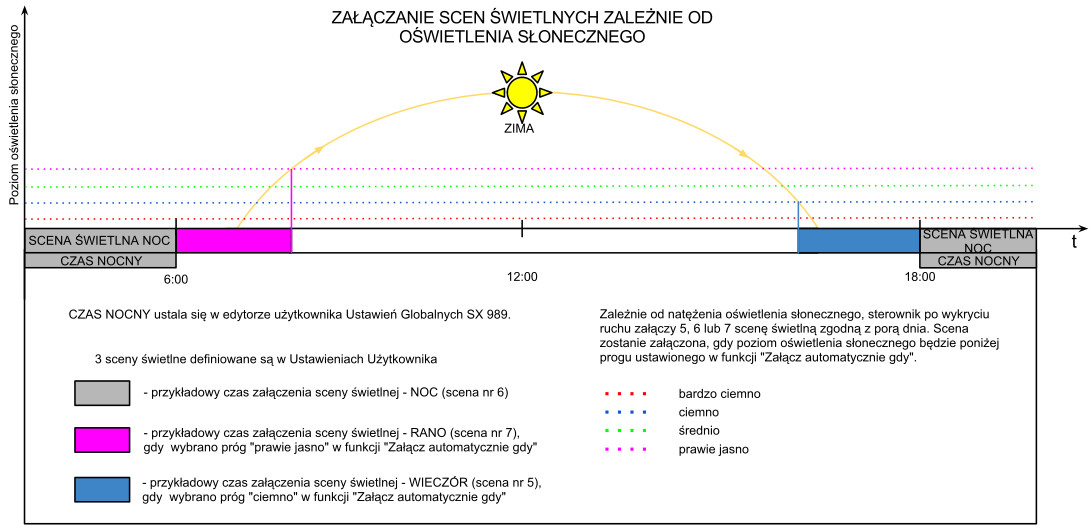 ZAŁĄCZANIE SCEN ŚWIETLNYCH ZALEŻNIE OD
OŚWIETLENIA SŁONECZNEGO
Poziom oświetlenia słonecznego
ZIMA
SCENA ŚWIETLNA NOC
CZAS NOCNY
SCENA ŚWIETLNA
NOC
CZAS NOCNY
t
6:00
12:00
18:00
CZAS NOCNY ustala się w edytorze użytkownika Ustawień Globalnych SX 989.
3 sceny świetlne definiowane są w Ustawieniach Użytkownika
- przykładowy czas załączenia sceny świetlnej - NOC (scena nr 6)
- przykładowy czas załączenia sceny świetlnej - RANO (scena nr 7),
gdy wybrano próg "prawie jasno" w funkcji "Załącz automatycznie gdy"
- przykładowy czas załączenia sceny świetlnej - WIECZÓR (scena nr 5),
gdy wybrano próg "ciemno" w funkcji "Załącz automatycznie gdy"
Zależnie od natężenia oświetlenia słonecznego, sterownik po wykryciu
ruchu załączy 5, 6 lub 7 scenę świetlną zgodną z porą dnia. Scena
zostanie załączona, gdy poziom oświetlenia słonecznego będzie poniżej
progu ustawionego w funkcji "Załącz automatycznie gdy".
bardzo ciemno
ciemno
średnio
prawie jasno